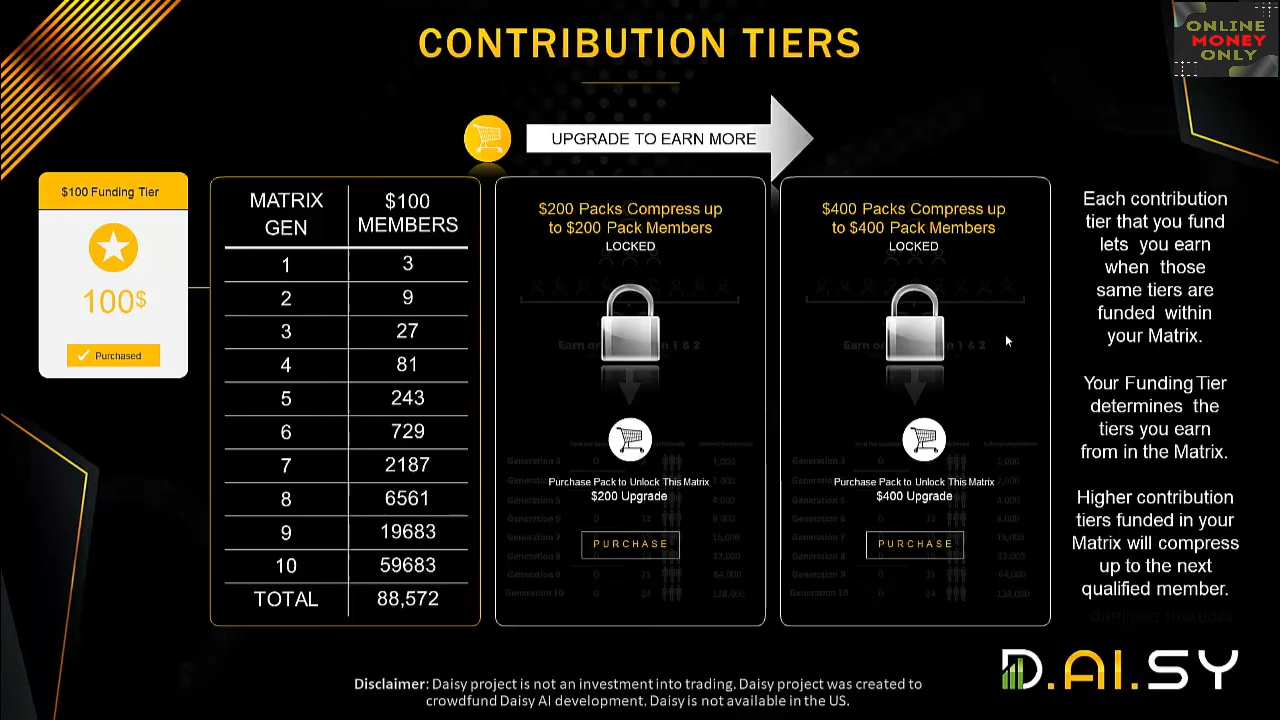 CONTRIBUTION TIERS
ONLINE
MONEY
ONLY
UPGRADE TO EARN MORE
$100 Funding Tier
100$
Purchased
MATRIX GEN $100 MEMBERS
1 3
2 9
3 27
4 81
5 243
6 729
7 2187
8 6561
9 19683
10 59683
TOTAL 88,572
$200 Packs Compress up
to $200 Pack Members
LOCKED
Purchase Pack to Unlock This Matrix
$200 Upgrade
PURCHASE
$400 Packs Compress up
to $400 Pack Members
LOCKED
Purchase Pack to Unlock This Matrix
$400 Upgrade
PURCHASE
Each contribution
tier that you fund
lets you earn
when those
same tiers are
funded within
your Matrix.
Your Funding Tier
determines the
tiers you earn
from in the Matrix.
Higher contribution
tiers funded in your
Matrix will compress
up to the next
qualified member.
D.AI.SY
Disclaimer: Daisy project is not an investment into trading. Daisy project was created to
crowdfund Daisy AI development. Daisy is not available in the US.